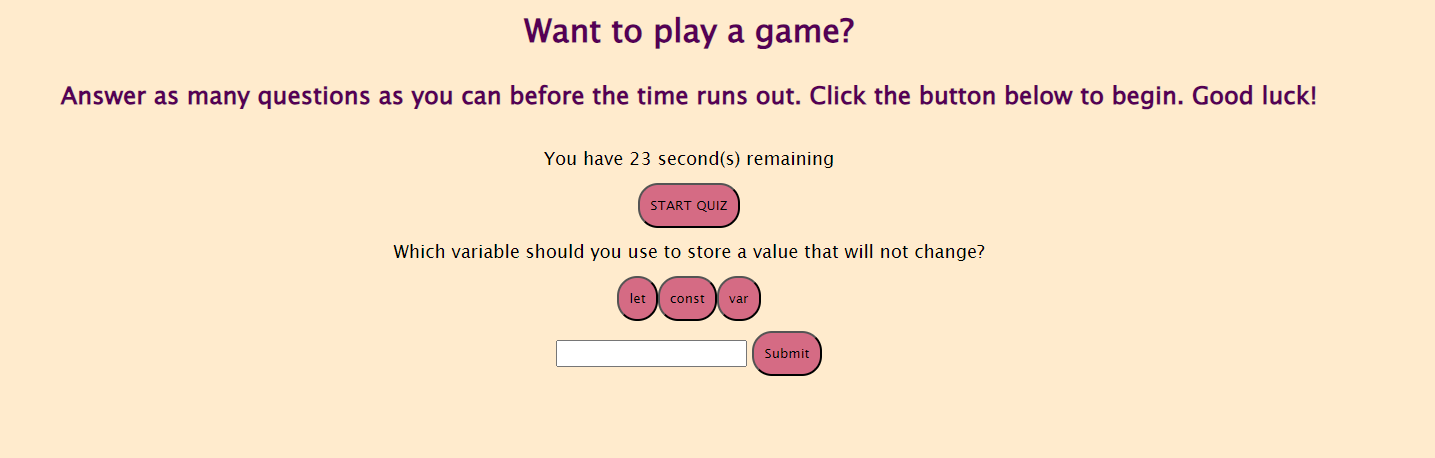 Want to play a game?
Answer as many questions as you can before the time runs out. Click the button below to begin. Good luck!
You have 23 second(s) remaining
START QUIZ
Which variable should you use to store a value that will not change?
let const var
Submit